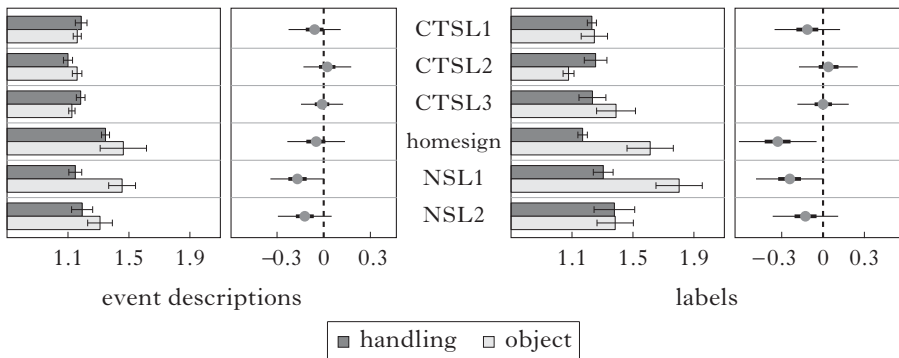 CTSL1
CTSL2
CTSL3
homesign
NSL1
NSL2
1.1 1.5 1.9 −0.3 0 0.3 1.1 1.5 1.9 −0.3 0 0.3
event descriptions labels
handling object